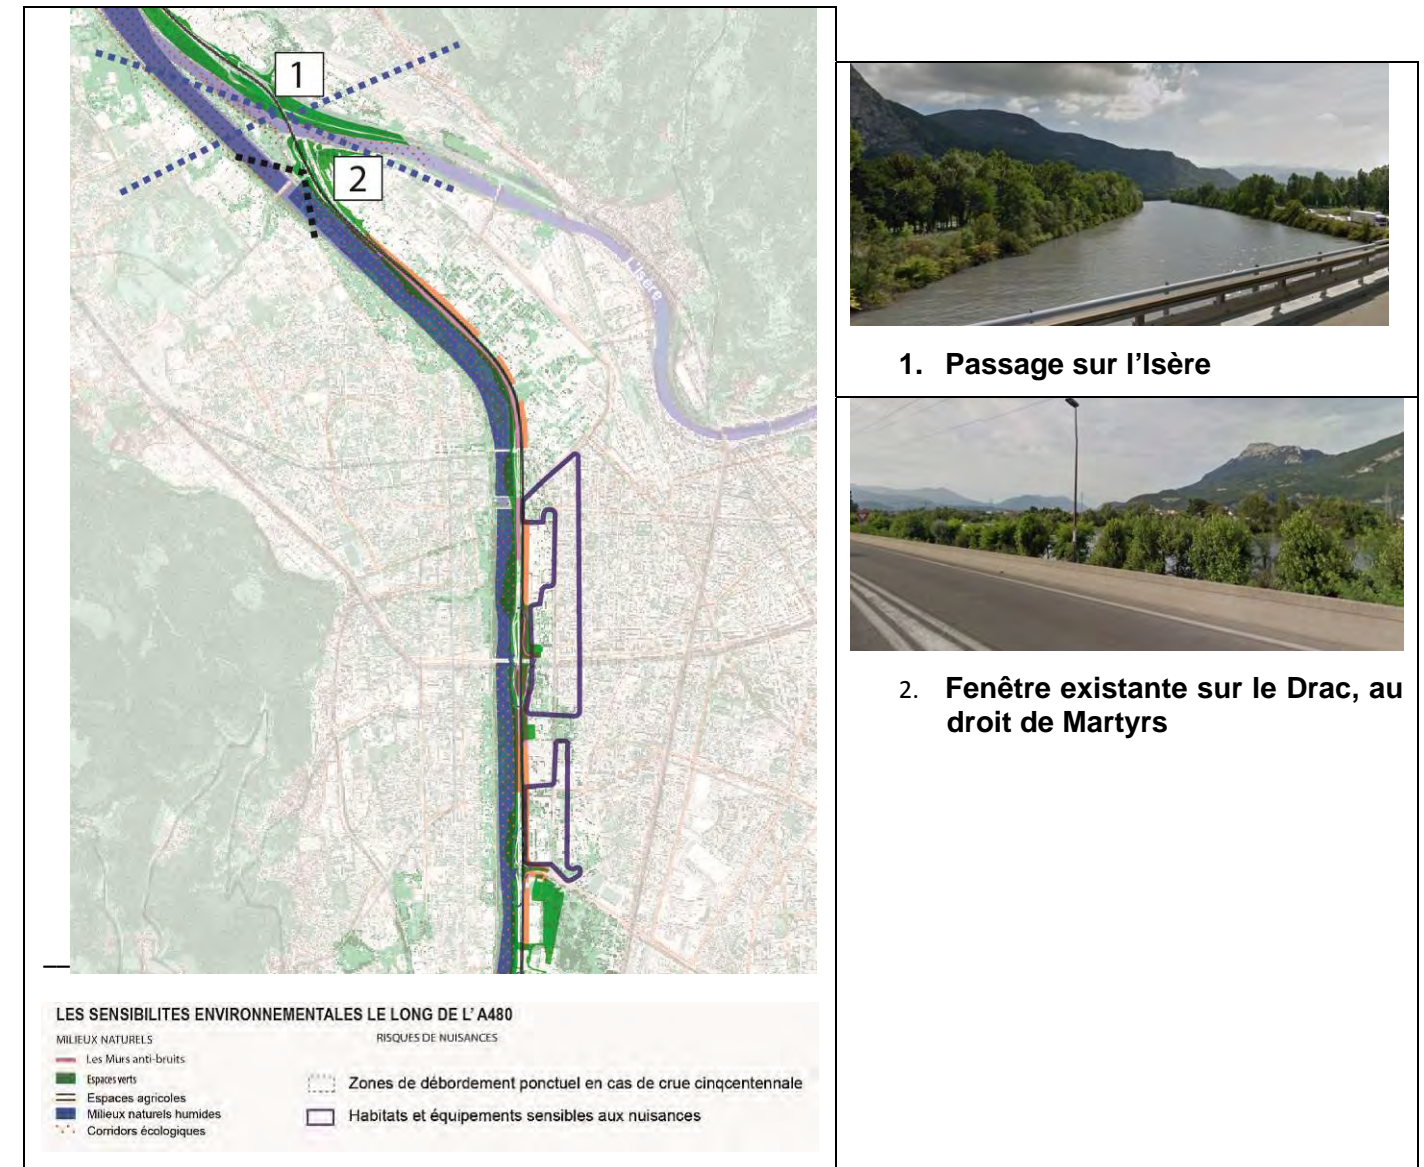 1
2
L'Isère
LES SENSIBILITES ENVIRONNEMENTALES LE LONG DE L' A480
MILIEUX NATURELS
Les Murs anti-bruits
Espaces verts
Espaces agricoles
Milieux naturels humides
Corridors écologiques
RISQUES DE NUISANCES
Zones de débordement ponctuel en cas de crue cinqcentennale
Habitats et équipements sensibles aux nuisances
1. Passage sur l’Isère
2. Fenêtre existante sur le Drac, au
droit de Martyrs